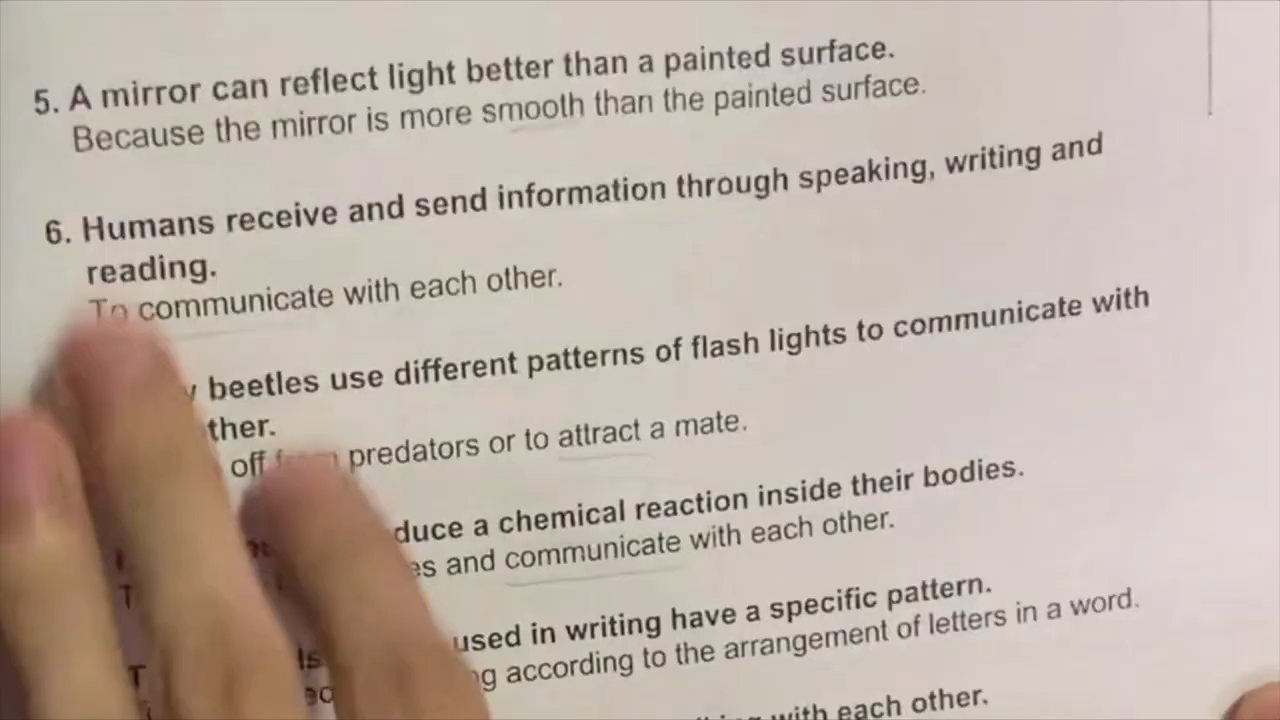 5. A mirror can reflect light better than a painted surface.
Because the mirror is more smooth than the painted surface.
6. Humans receive and send information through speaking, writing and
reading.
To communicate with each other.
beetles use different patterns of flash lights to communicate with
ther.
off from predators or to attract a mate.
duce a chemical reaction inside their bodies.
es and communicate with each other.
used in writing have a specific pattern.
g according to the arrangement of letters in a word.
with each other.